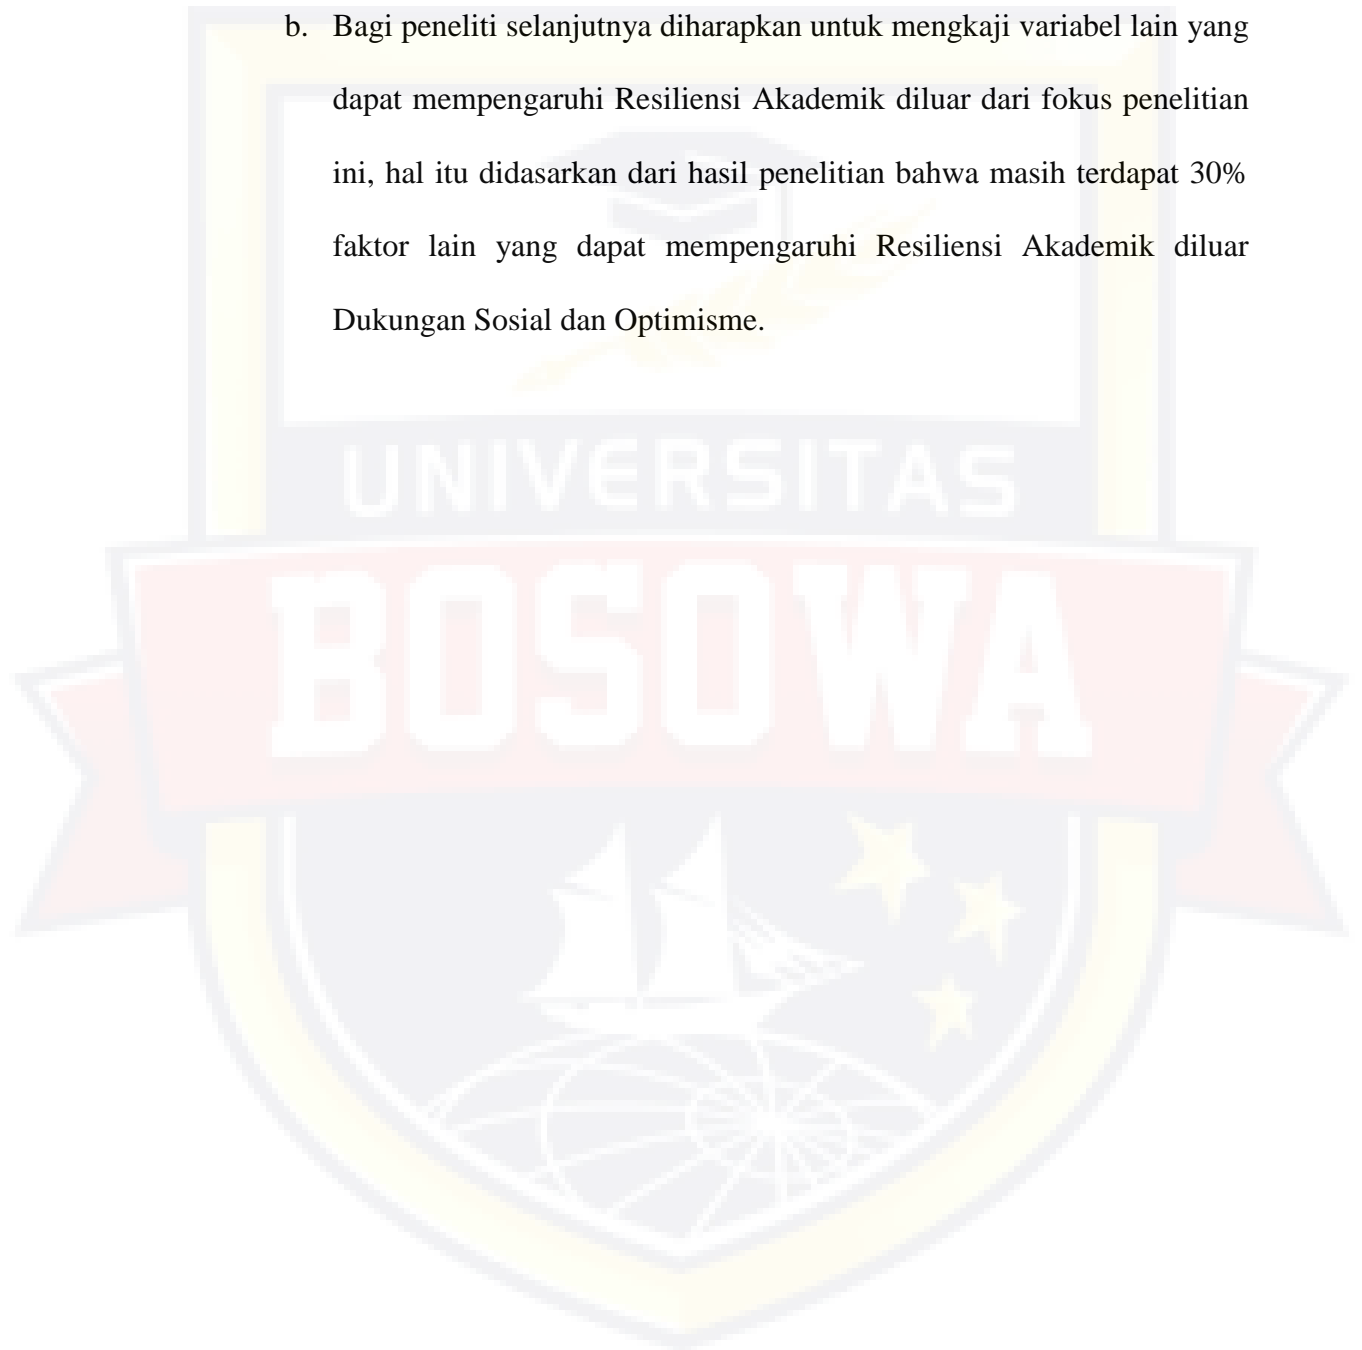 b. Bagi peneliti selanjutnya diharapkan untuk mengkaji variabel lain yang
dapat mempengaruhi Resiliensi Akademik diluar dari fokus penelitian
ini, hal itu didasarkan dari hasil penelitian bahwa masih terdapat 30%
faktor lain yang dapat mempengaruhi Resiliensi Akademik diluar
Dukungan Sosial dan Optimisme.
UNIVERSITAS
BOSOWA